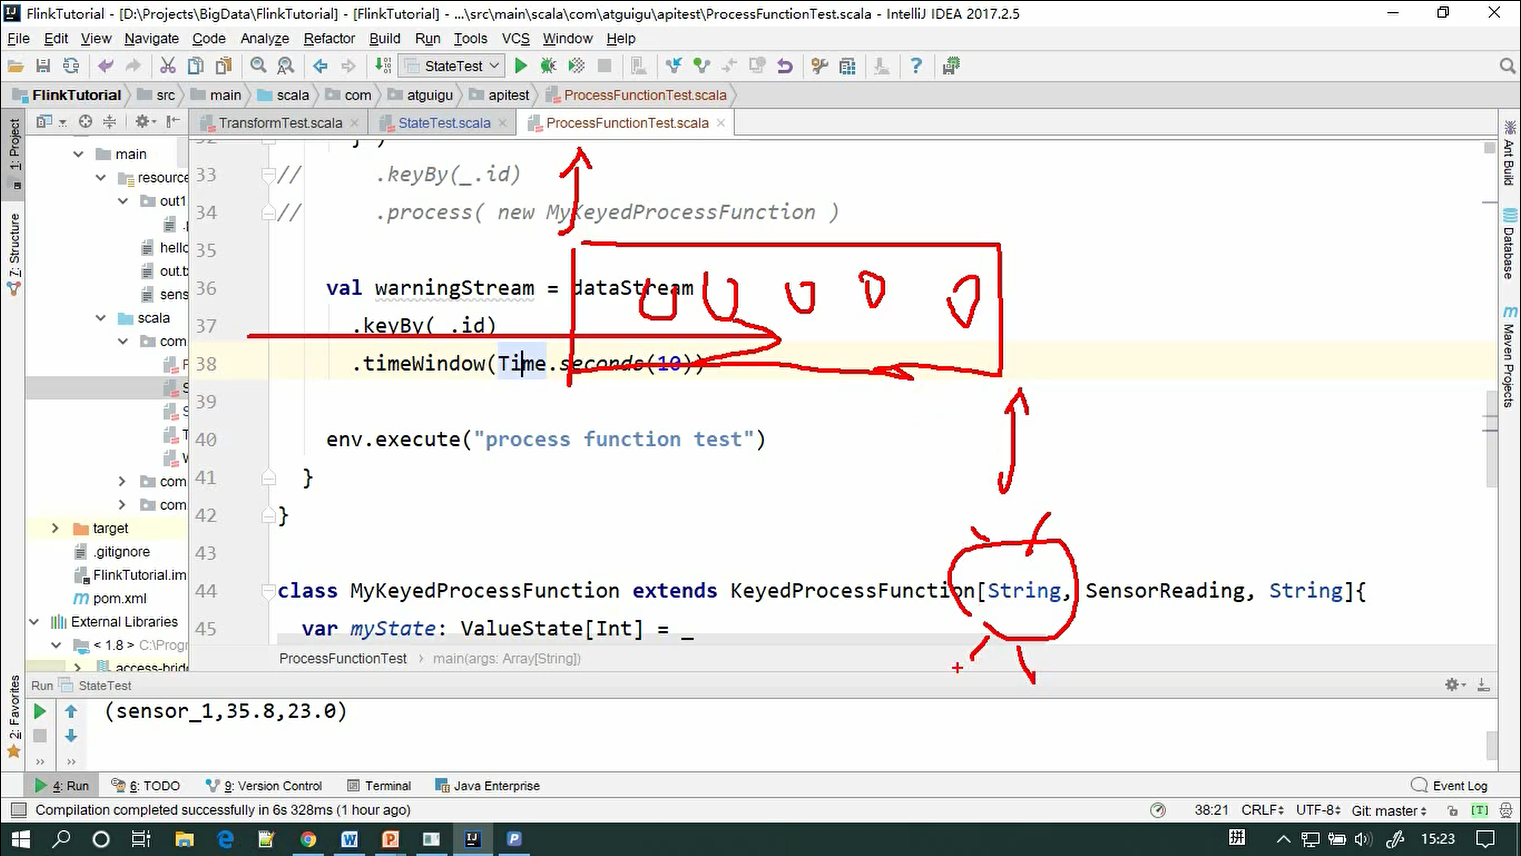 FlinkTutorial - [D:\Projects\BigData\FlinkTutorial] - [FlinkTutorial] - ...\src\main\scala\com\atguigu\apitest\ProcessFunctionTest.scala - IntelliJ IDEA 2017.2.5
File Edit View Navigate Code Analyze Refactor Build Run Tools VCS Window Help
StateTest
FlinkTutorial src main scala com atguigu apitest ProcessFunctionTest.scala
TransformTest.scala StateTest.scala ProcessFunctionTest.scala
1: Project
7: Structure
2: Favorites
main
resource
out1
hello
out.tx
sens
scala
com
com
com
target
.gitignore
FlinkTutorial.im
pom.xml
External Libraries
< 1.8 > C:\Progr
access-brid
33 // .keyBy(_.id)
34 // .process( new MyKeyedProcessFunction )
35
36 val warningStream = dataStream
37 .keyBy(_.id)
38 .timeWindow(Time.seconds(10))
39
40 env.execute("process function test")
41 }
42 }
43
44 class MyKeyedProcessFunction extends KeyedProcessFunction[String, SensorReading, String]{
45 var myState: ValueState[Int] = _
ProcessFunctionTest main(args: Array[String])
Ant Build
Database
Maven Projects
Run StateTest
(sensor_1,35.8,23.0)
4: Run 6: TODO 9: Version Control Terminal Java Enterprise Event Log
Compilation completed successfully in 6s 328ms (1 hour ago) 38:21 CRLF UTF-8 Git: master [T]
15:23